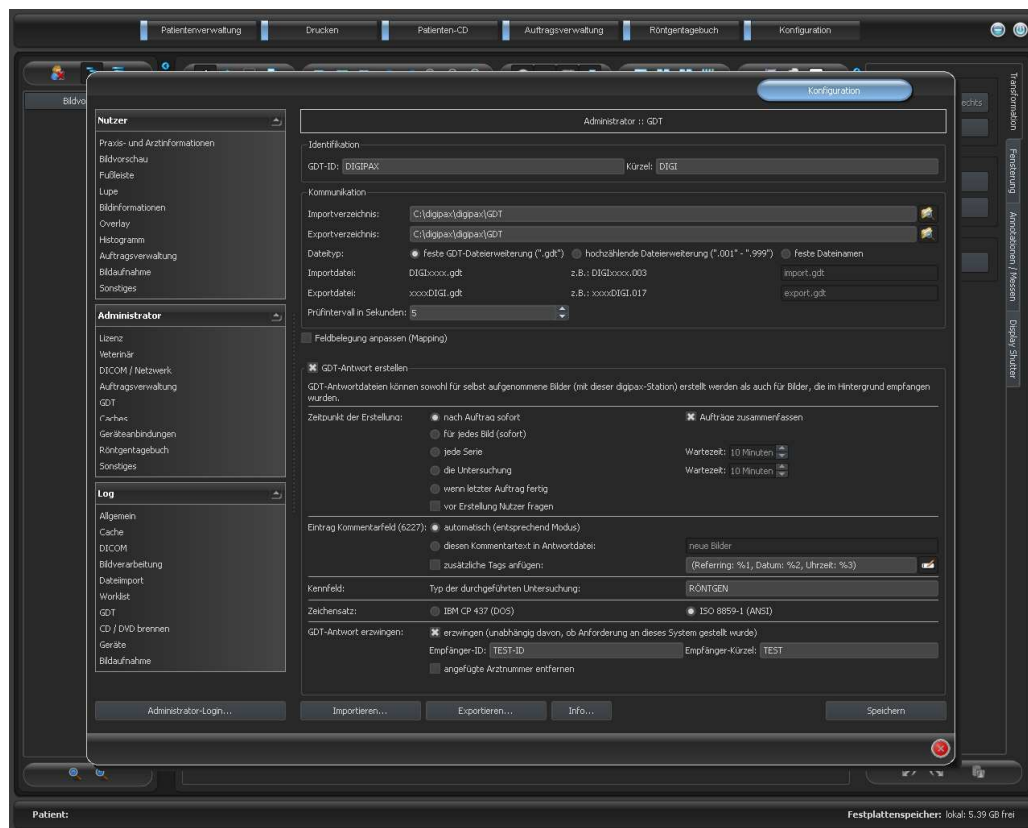 Patientenverwaltung Drucken Patienten-CD Auftragsverwaltung Röntgentagebuch Konfiguration
Bildvo
Konfiguration
echts
Transformation
Fensterung
Annotationen / Messen
Display Shutter
Nutzer
Praxis- und Arztinformationen
Bildvorschau
Fußleiste
Lupe
Bildinformationen
Overlay
Histogramm
Auftragsverwaltung
Bildaufnahme
Sonstiges
Administrator
Lizenz
Veterinär
DICOM / Netzwerk
Auftragsverwaltung
GDT
Caches
Geräteanbindungen
Röntgentagebuch
Sonstiges
Log
Allgemein
Cache
DICOM
Bildverarbeitung
Dateiimport
Worklist
GDT
CD / DVD brennen
Geräte
Bildaufnahme
Administrator :: GDT
Identifikation
GDT-ID: DIGIPAX Kürzel: DIGI
Kommunikation
Importverzeichnis: C:\digipax\digipax\GDT
Exportverzeichnis: C:\digipax\digipax\GDT
Dateityp: feste GDT-Dateierweiterung (".gdt") hochzählende Dateierweiterung (".001" - ".999") feste Dateinamen
Importdatei: DIGIxxxx.gdt z.B.: DIGIxxxx.003 import.gdt
Exportdatei: xxxxDIGI.gdt z.B.: xxxxDIGI.017 export.gdt
Prüfintervall in Sekunden: 5
Feldbelegung anpassen (Mapping)
GDT-Antwort erstellen
GDT-Antwortdateien können sowohl für selbst aufgenommene Bilder (mit dieser digipax-Station) erstellt werden als auch für Bilder, die im Hintergrund empfangen
wurden.
Zeitpunkt der Erstellung: nach Auftrag sofort Aufträge zusammenfassen
für jedes Bild (sofort)
jede Serie Wartezeit: 10 Minuten
die Untersuchung Wartezeit: 10 Minuten
wenn letzter Auftrag fertig
vor Erstellung Nutzer fragen
Eintrag Kommentarfeld (6227): automatisch (entsprechend Modus)
diesen Kommentartext in Antwortdatei: neue Bilder
zusätzliche Tags anfügen: (Referring: %1, Datum: %2, Uhrzeit: %3)
Kennfeld: Typ der durchgeführten Untersuchung: RÖNTGEN
Zeichensatz: IBM CP 437 (DOS) ISO 8859-1 (ANSI)
GDT-Antwort erzwingen: erzwingen (unabhängig davon, ob Anforderung an dieses System gestellt wurde)
Empfänger-ID: TEST-ID Empfänger-Kürzel: TEST
angefügte Arztnummer entfernen
Administrator-Login... Importieren... Exportieren... Info... Speichern
Patient: Festplattenspeicher: lokal: 5.39 GB frei